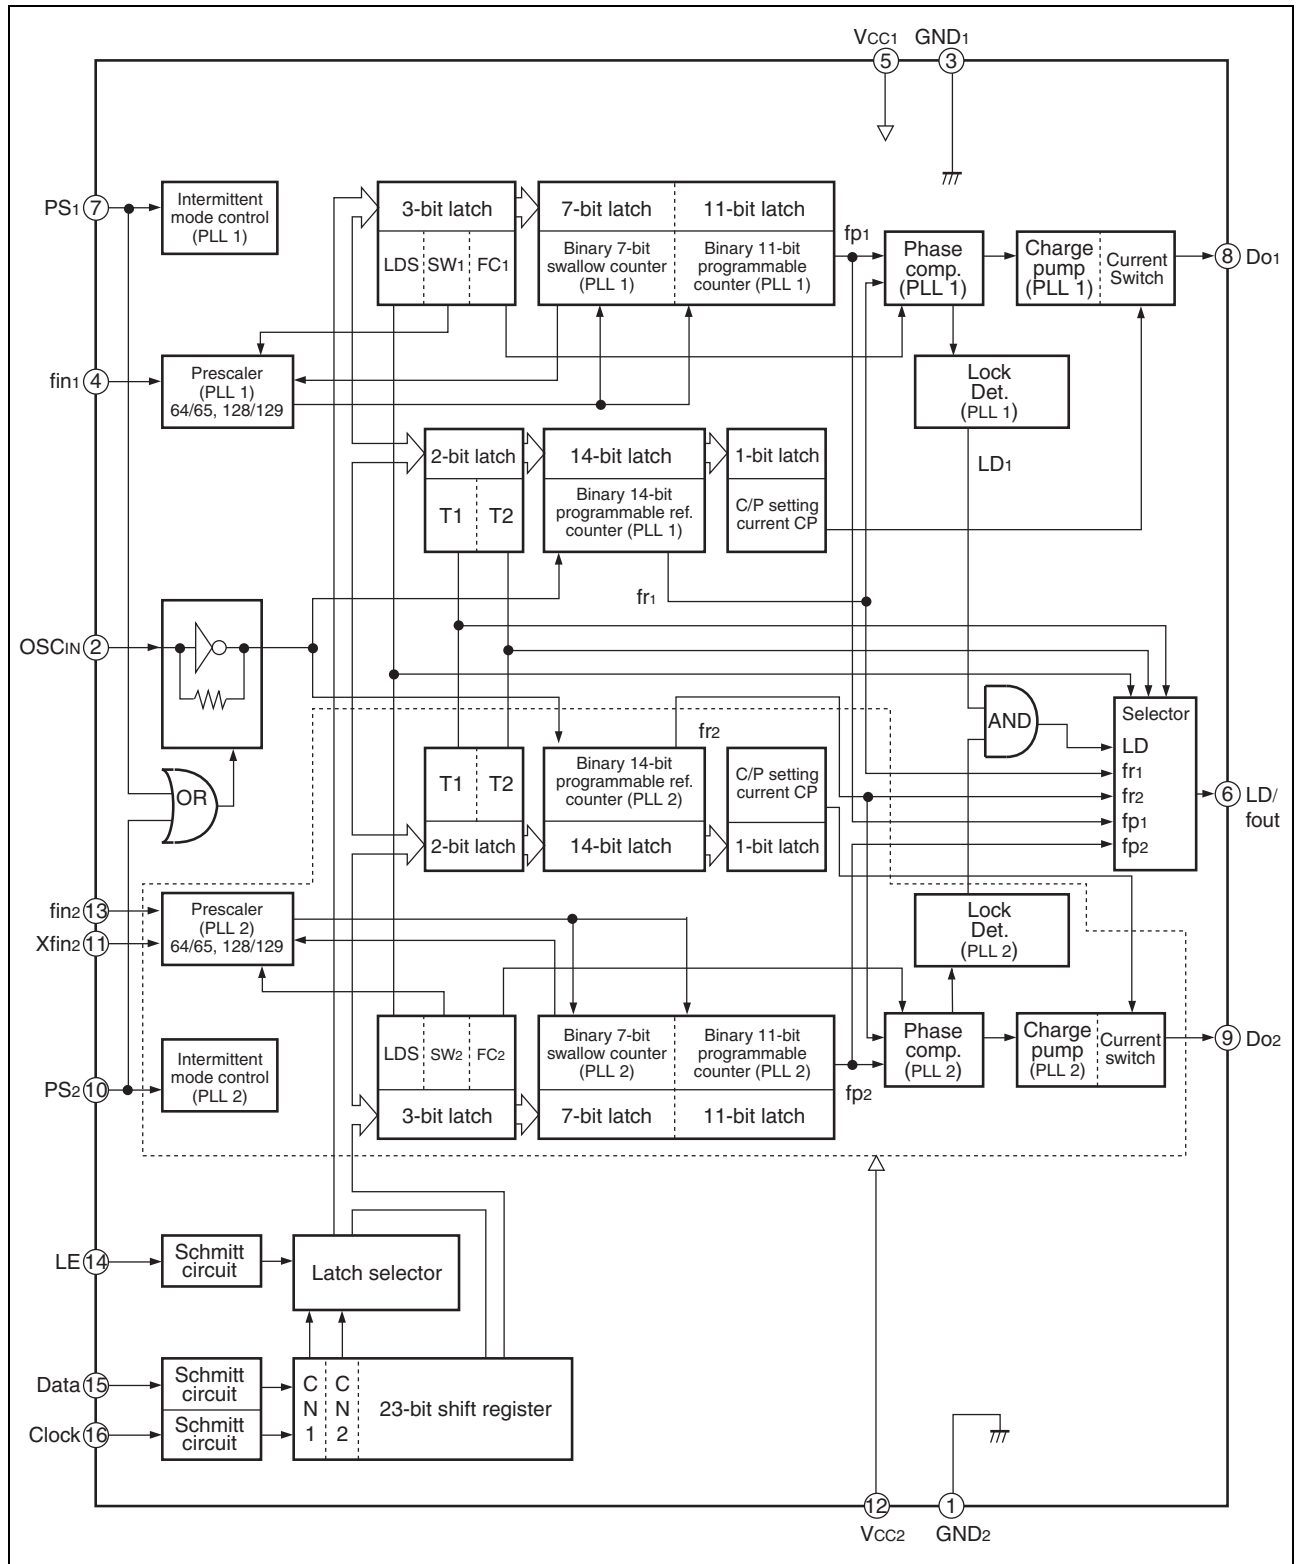 VCC1 GND1
5 3
PS1 7
Intermittent
mode control
(PLL 1)
3-bit latch
LDS SW1 FC1
7-bit latch
11-bit latch
Binary 7-bit
swallow counter
(PLL 1)
Binary 11-bit
programmable
counter (PLL 1)
fp1
Phase
comp.
(PLL 1)
Charge
pump
(PLL 1)
Current
Switch
8 Do1
fin1 4
Prescaler
(PLL 1)
64/65, 128/129
Lock
Det.
(PLL 1)
LD1
2-bit latch
T1 T2
14-bit latch
Binary 14-bit
programmable ref.
counter (PLL 1)
1-bit latch
C/P setting
current CP
fr1
OSCIN 2
OR
fr2
T1 T2
2-bit latch
Binary 14-bit
programmable ref.
counter (PLL 2)
14-bit latch
C/P setting
current CP
1-bit latch
AND
Selector
LD
fr1
fr2
fp1
fp2
6 LD/
fout
fin2 13
Xfin2 11
Prescaler
(PLL 2)
64/65, 128/129
Lock
Det.
(PLL 2)
LDS SW2 FC2
3-bit latch
Binary 7-bit
swallow counter
(PLL 2)
Binary 11-bit
programmable
counter (PLL 2)
7-bit latch
11-bit latch
fp2
Phase
comp.
(PLL 2)
Charge
pump
(PLL 2)
Current
switch
9 Do2
PS2 10
Intermittent
mode control
(PLL 2)
LE 14
Schmitt
circuit
Latch selector
Data 15
Schmitt
circuit
Clock 16
Schmitt
circuit
C
N
1
C
N
2
23-bit shift register
12 1
VCC2 GND2